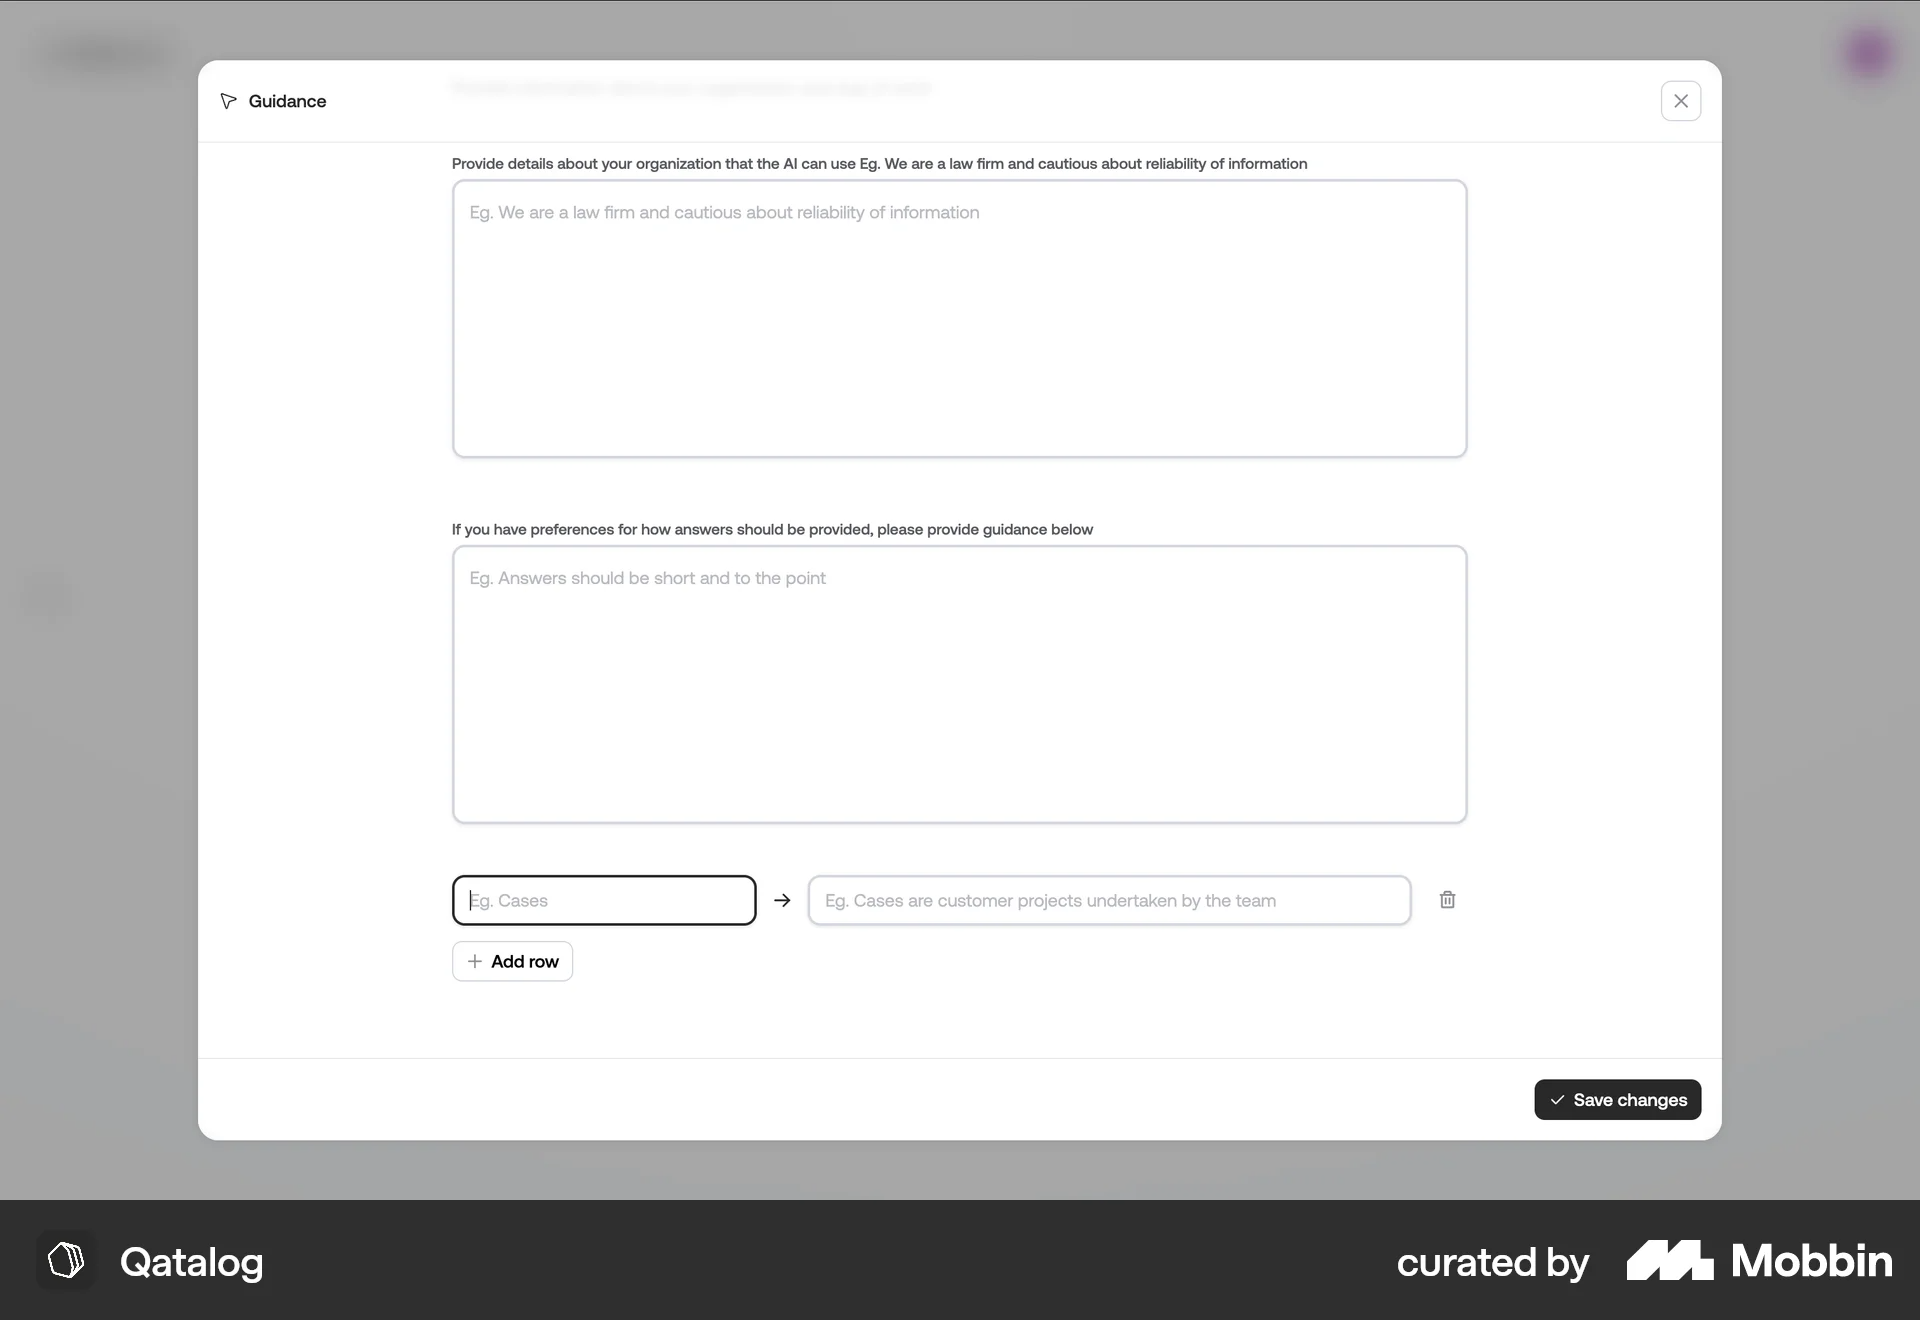 Guidance
Provide details about your organization that the AI can use Eg. We are a law firm and cautious about reliability of information
Eg. We are a law firm and cautious about reliability of information
If you have preferences for how answers should be provided, please provide guidance below
Eg. Answers should be short and to the point
Eg. Cases
Eg. Cases are customer projects undertaken by the team
Add row
Save changes
Qatalog
curated by Mobbin